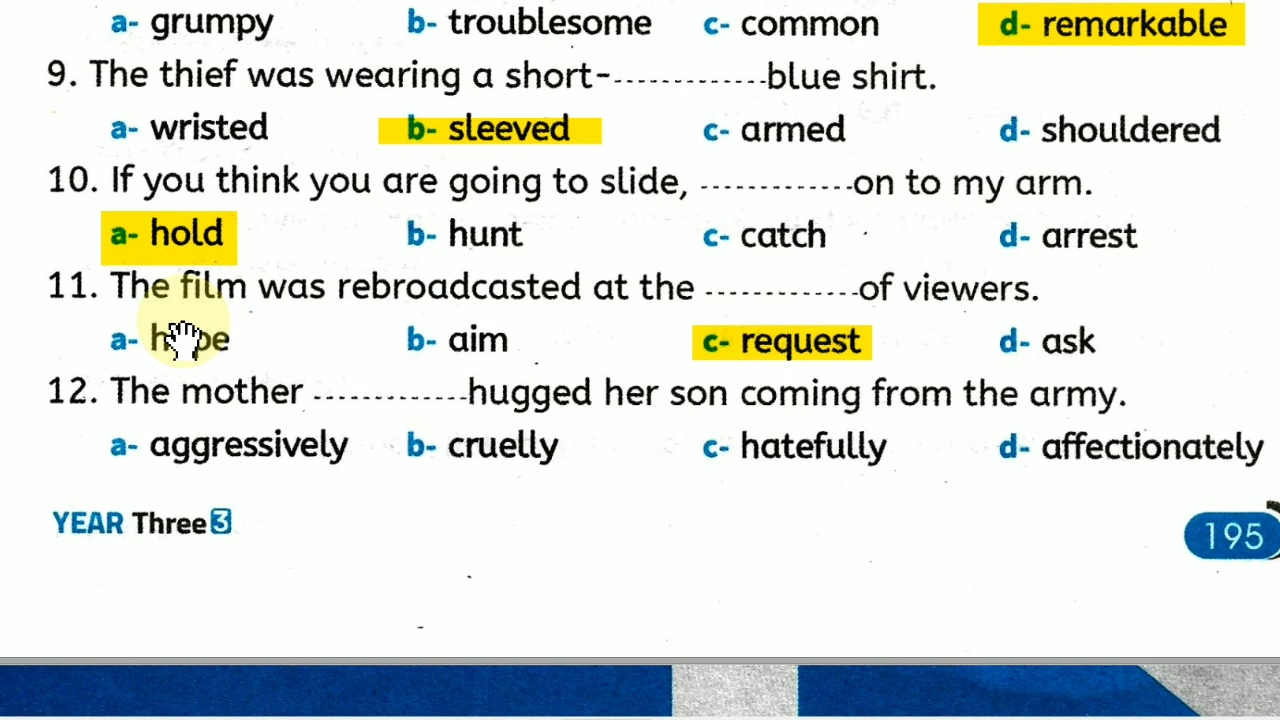 a- grumpy b- troublesome c- common d- remarkable
9. The thief was wearing a short-------------blue shirt.
a- wristed b- sleeved c- armed d- shouldered
10. If you think you are going to slide, -------------on to my arm.
a- hold b- hunt c- catch d- arrest
11. The film was rebroadcasted at the -------------of viewers.
a- hope b- aim c- request d- ask
12. The mother -------------hugged her son coming from the army.
a- aggressively b- cruelly c- hatefully d- affectionately
YEAR Three 3
195